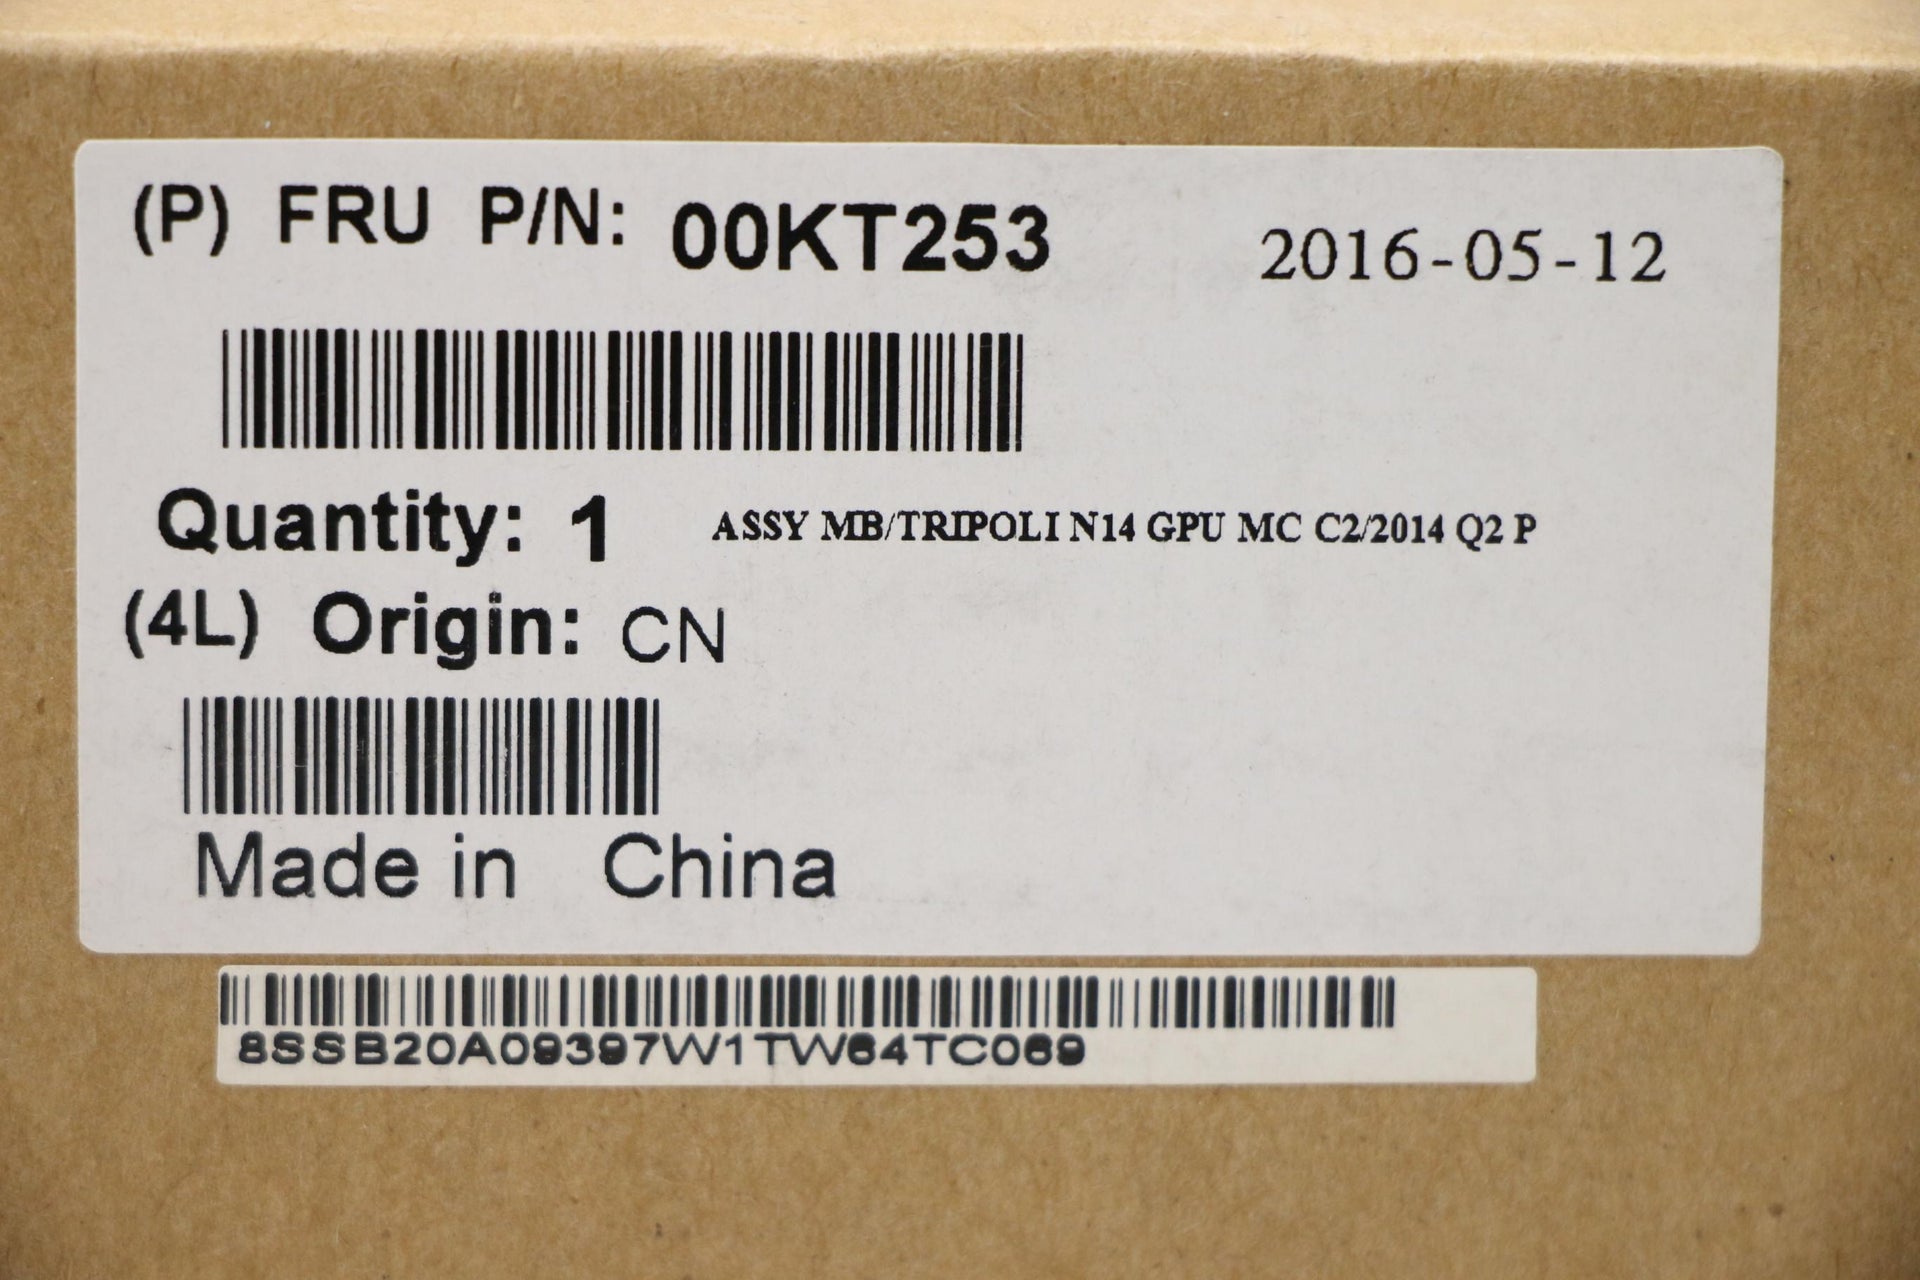 (P) FRU P/N: 00KT253 2016-05-12
Quantity: 1 ASSY MB/TRIPOLI N14 GPU MC C2/2014 Q2 P
(4L) Origin: CN
Made in China
8SSB20A09397W1TW64TC069